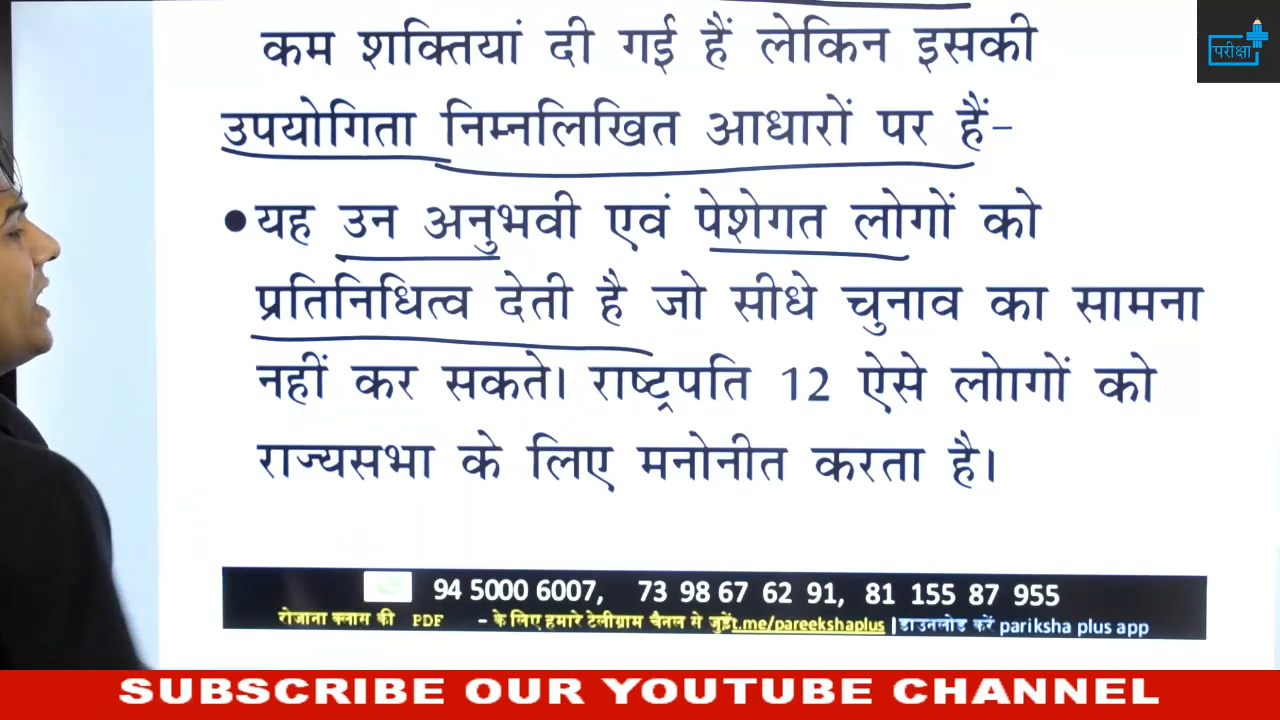 परीक्षा
कम शक्तियां दी गई हैं लेकिन इसकी
उपयोगिता निम्नलिखित आधारों पर हैं-
•यह उन अनुभवी एवं पेशेगत लोगों को
प्रतिनिधित्व देती है जो सीधे चुनाव का सामना
नहीं कर सकते। राष्ट्रपति 12 ऐसे लोगों को
राज्यसभा के लिए मनोनीत करता है।
94 5000 6007, 73 98 67 62 91, 81 155 87 955
रोजाना क्लास की PDF - के लिए हमारे टेलीग्राम चैनल से जुड़ें t.me/pareekshaplus | डाउनलोड करें pariksha plus app
SUBSCRIBE OUR YOUTUBE CHANNEL